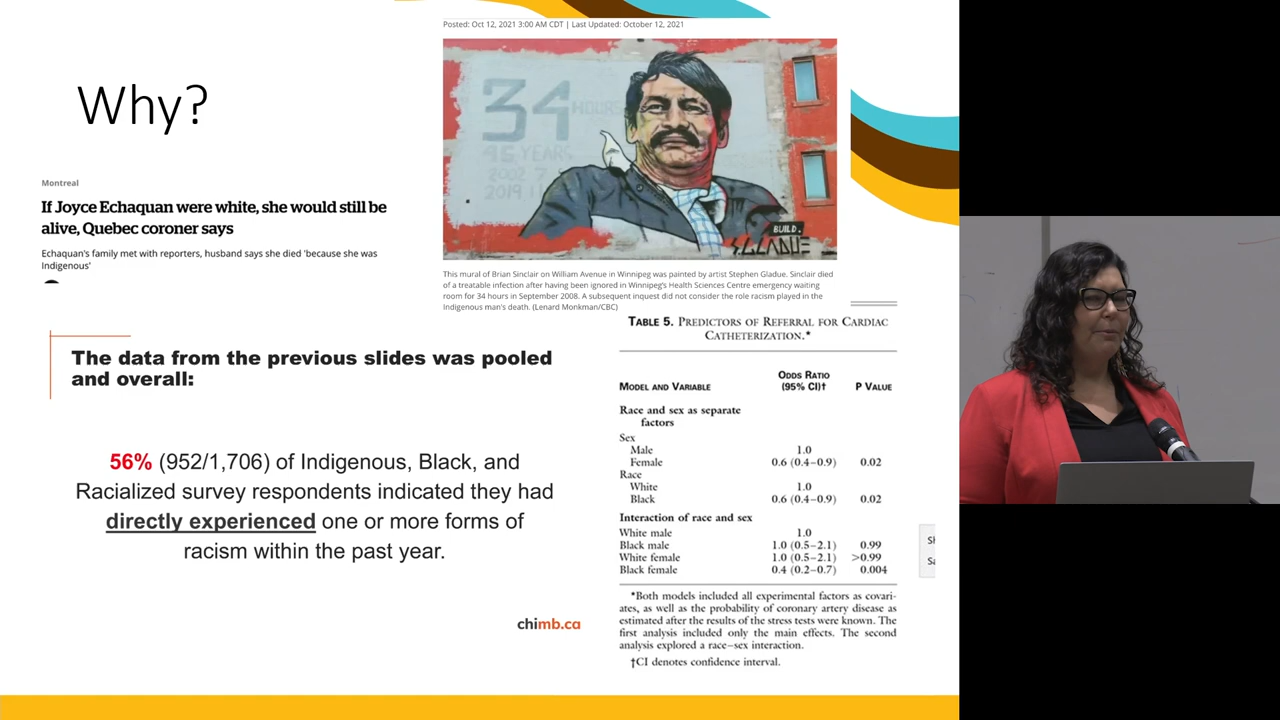 Why?
Posted: Oct 12, 2021 3:00 AM CDT | Last Updated: October 12, 2021
34 HOURS
45 YEARS
BUILD.
S.GLADUE
This mural of Brian Sinclair on William Avenue in Winnipeg was painted by artist Stephen Gladue. Sinclair died
of a treatable infection after having been ignored in Winnipeg's Health Sciences Centre emergency waiting
room for 34 hours in September 2008. A subsequent inquest did not consider the role racism played in the
Indigenous man's death. (Lenard Monkman/CBC)
Montreal
If Joyce Echaquan were white, she would still be
alive, Quebec coroner says
Echaquan's family met with reporters, husband says she died 'because she was
Indigenous'
The data from the previous slides was pooled
and overall:
56% (952/1,706) of Indigenous, Black, and
Racialized survey respondents indicated they had
directly experienced one or more forms of
racism within the past year.
chimb.ca
TABLE 5. PREDICTORS OF REFERRAL FOR CARDIAC
CATHETERIZATION.*
MODEL AND VARIABLE ODDS RATIO (95% CI)† P VALUE
Race and sex as separate
factors
Sex
Male 1.0
Female 0.6 (0.4–0.9) 0.02
Race
White 1.0
Black 0.6 (0.4–0.9) 0.02
Interaction of race and sex
White male 1.0
Black male 1.0 (0.5–2.1) 0.99
White female 1.0 (0.5–2.1) >0.99
Black female 0.4 (0.2–0.7) 0.004
*Both models included all experimental factors as covari-
ates, as well as the probability of coronary artery disease as
estimated after the results of the stress tests were known. The
first analysis included only the main effects. The second
analysis explored a race–sex interaction.
†CI denotes confidence interval.